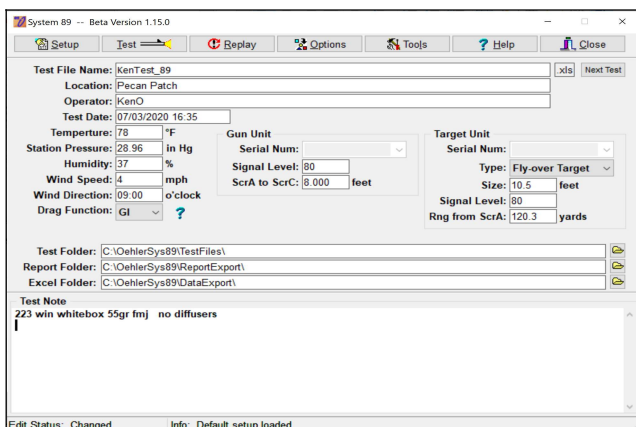 System 89 -- Beta Version 1.15.0
Setup Test Replay Options Tools ? Help Close
Test File Name: KenTest_89 .xls Next Test
Location: Pecan Patch
Operator: KenO
Test Date: 07/03/2020 16:35
Temperture: 78 °F
Station Pressure: 28.96 in Hg
Humidity: 37 %
Wind Speed: 4 mph
Wind Direction: 09:00 o'clock
Drag Function: GI ?
Gun Unit
Serial Num:
Signal Level: 80
ScrA to ScrC: 8.000 feet
Target Unit
Serial Num:
Type: Fly-over Target
Size: 10.5 feet
Signal Level: 80
Rng from ScrA: 120.3 yards
Test Folder: C:\OehlerSys89\TestFiles\
Report Folder: C:\OehlerSys89\ReportExport\
Excel Folder: C:\OehlerSys89\DataExport\
Test Note
223 win whitebox 55gr fmj no diffusers
Edit Status: Changed Info: Default setup loaded